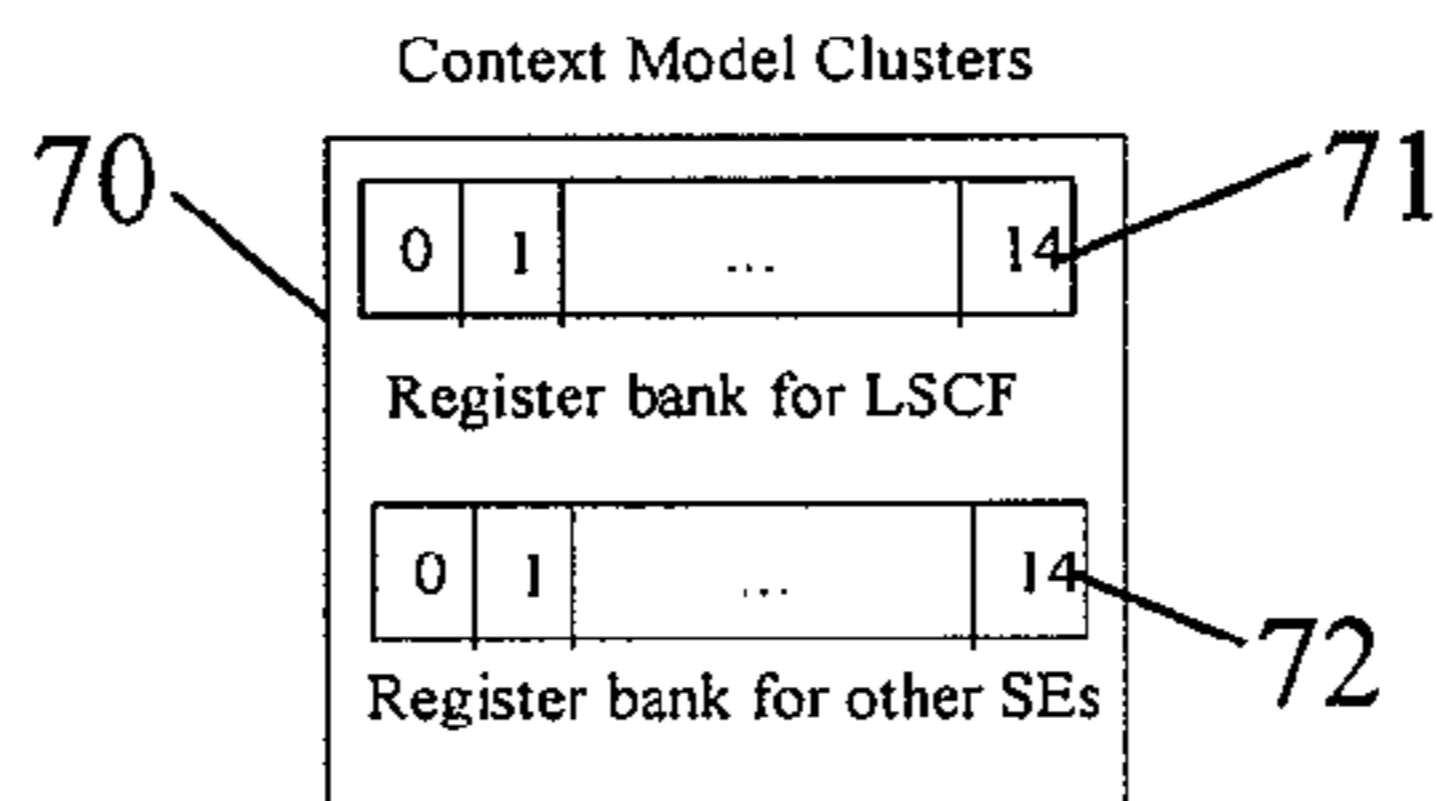 Context Model Clusters
70
71
0 1 ... 14
Register bank for LSCF
0 1 ... 14
72
Register bank for other SEs